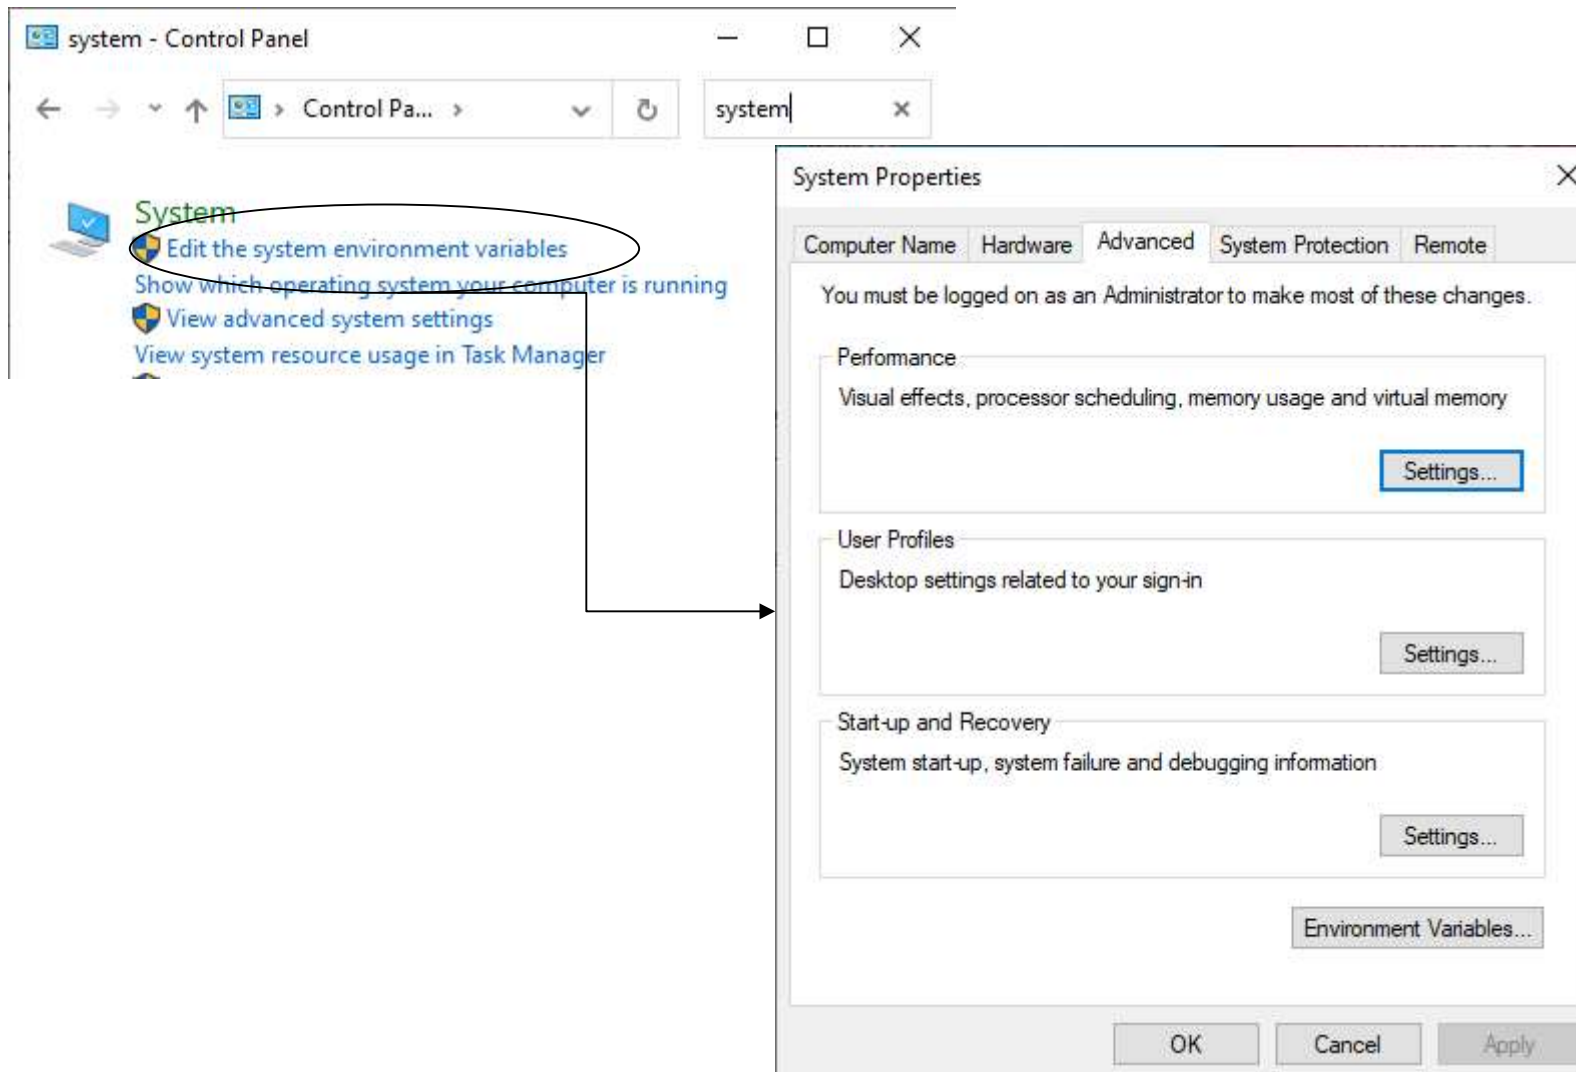 system - Control Panel
Control Pa...
system
System
Edit the system environment variables
Show which operating system your computer is running
View advanced system settings
View system resource usage in Task Manager
System Properties
Computer Name Hardware Advanced System Protection Remote
You must be logged on as an Administrator to make most of these changes.
Performance
Visual effects, processor scheduling, memory usage and virtual memory
Settings...
User Profiles
Desktop settings related to your sign-in
Settings...
Start-up and Recovery
System start-up, system failure and debugging information
Settings...
Environment Variables...
OK Cancel Apply